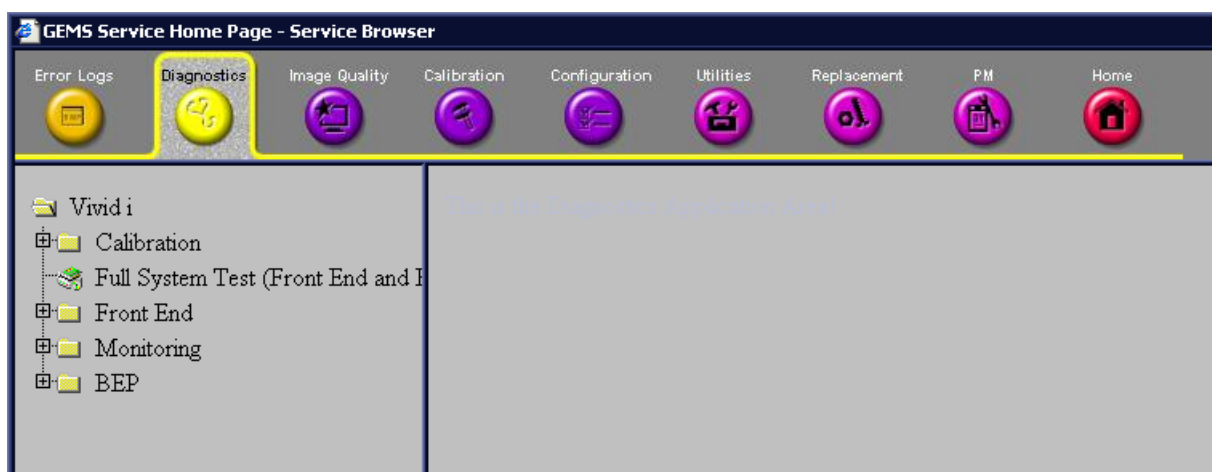 GEMS Service Home Page - Service Browser
Error Logs
Diagnostics
Image Quality
Calibration
Configuration
Utilities
Replacement
PM
Home
Vivid i
Calibration
Full System Test (Front End and
Front End
Monitoring
BEP